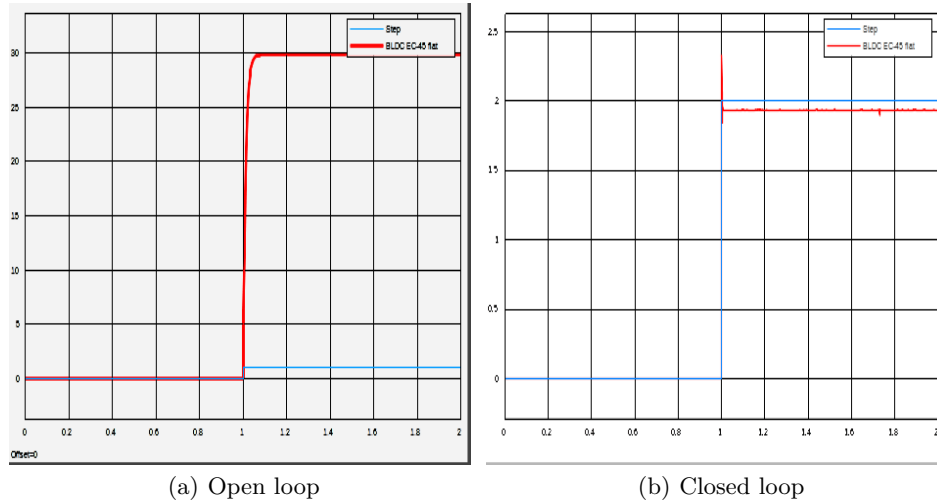 Step
BLDC EC-45 flat
30
25
20
15
10
5
0
0 0.2 0.4 0.6 0.8 1 1.2 1.4 1.6 1.8 2
Offset=0
(a) Open loop
Step
BLDC EC-45 flat
2.5
2
1.5
1
0.5
0
0 0.2 0.4 0.6 0.8 1 1.2 1.4 1.6 1.8 2
(b) Closed loop